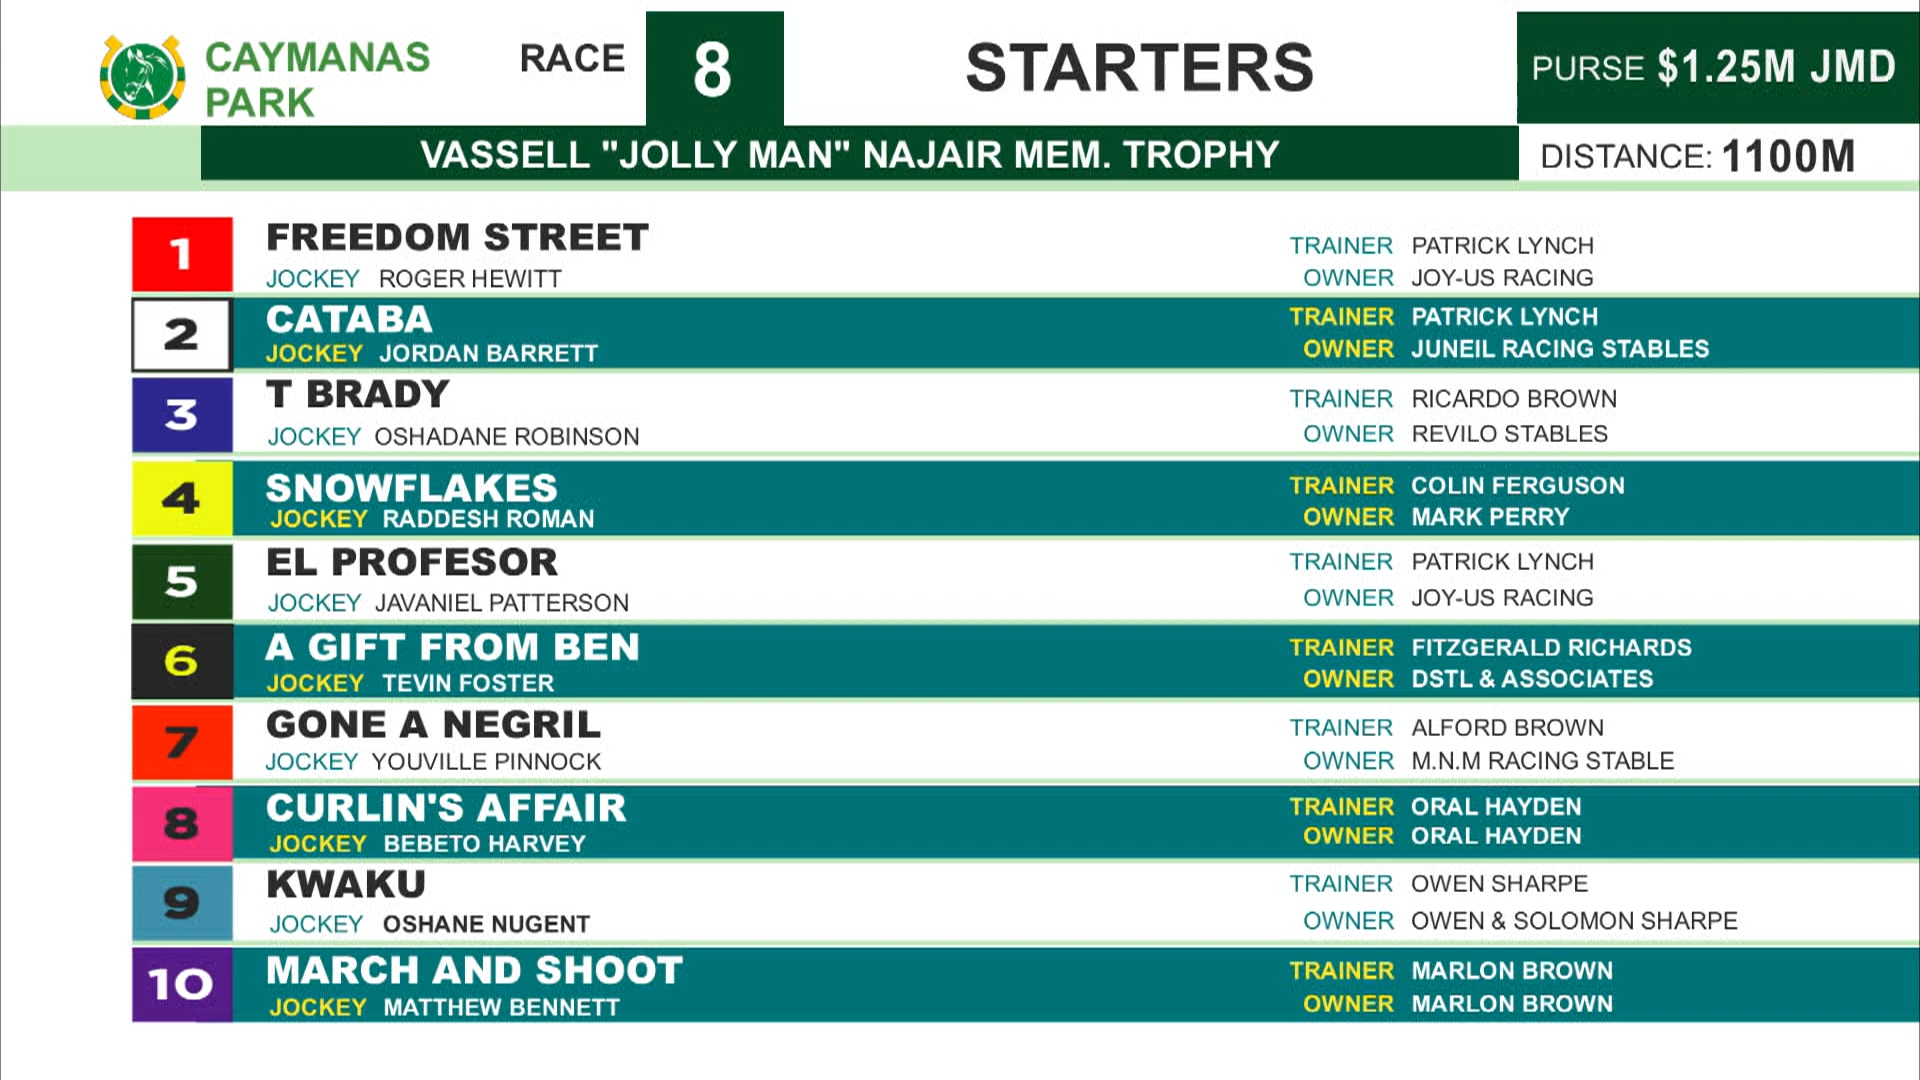 CAYMANAS
PARK
RACE 8 STARTERS PURSE $1.25M JMD
VASSELL "JOLLY MAN" NAJAIR MEM. TROPHY DISTANCE: 1100M
1 FREEDOM STREET TRAINER PATRICK LYNCH
JOCKEY ROGER HEWITT OWNER JOY-US RACING
2 CATABA TRAINER PATRICK LYNCH
JOCKEY JORDAN BARRETT OWNER JUNEIL RACING STABLES
3 T BRADY TRAINER RICARDO BROWN
JOCKEY OSHADANE ROBINSON OWNER REVILO STABLES
4 SNOWFLAKES TRAINER COLIN FERGUSON
JOCKEY RADDESH ROMAN OWNER MARK PERRY
5 EL PROFESOR TRAINER PATRICK LYNCH
JOCKEY JAVANIEL PATTERSON OWNER JOY-US RACING
6 A GIFT FROM BEN TRAINER FITZGERALD RICHARDS
JOCKEY TEVIN FOSTER OWNER DSTL & ASSOCIATES
7 GONE A NEGRIL TRAINER ALFORD BROWN
JOCKEY YOUVILLE PINNOCK OWNER M.N.M RACING STABLE
8 CURLIN'S AFFAIR TRAINER ORAL HAYDEN
JOCKEY BEBETO HARVEY OWNER ORAL HAYDEN
9 KWAKU TRAINER OWEN SHARPE
JOCKEY OSHANE NUGENT OWNER OWEN & SOLOMON SHARPE
10 MARCH AND SHOOT TRAINER MARLON BROWN
JOCKEY MATTHEW BENNETT OWNER MARLON BROWN